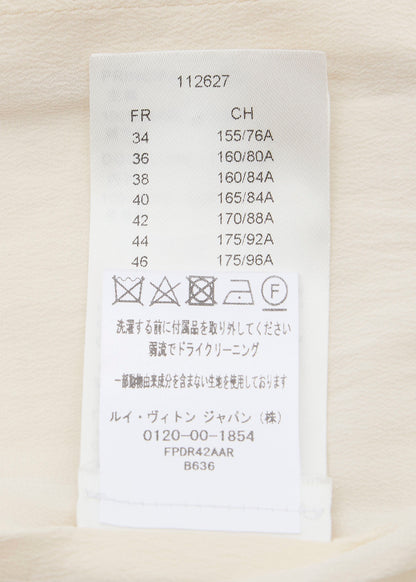 112627
FR CH
34 155/76A
36 160/80A
38 160/84A
40 165/84A
42 170/88A
44 175/92A
46 175/96A
F
洗濯する前に付属品を取り外してください
弱流でドライクリーニング
一部動物由来成分を含まない生地を使用しております
ルイ・ヴィトン ジャパン(株)
0120-00-1854
FPDR42AAR
B636